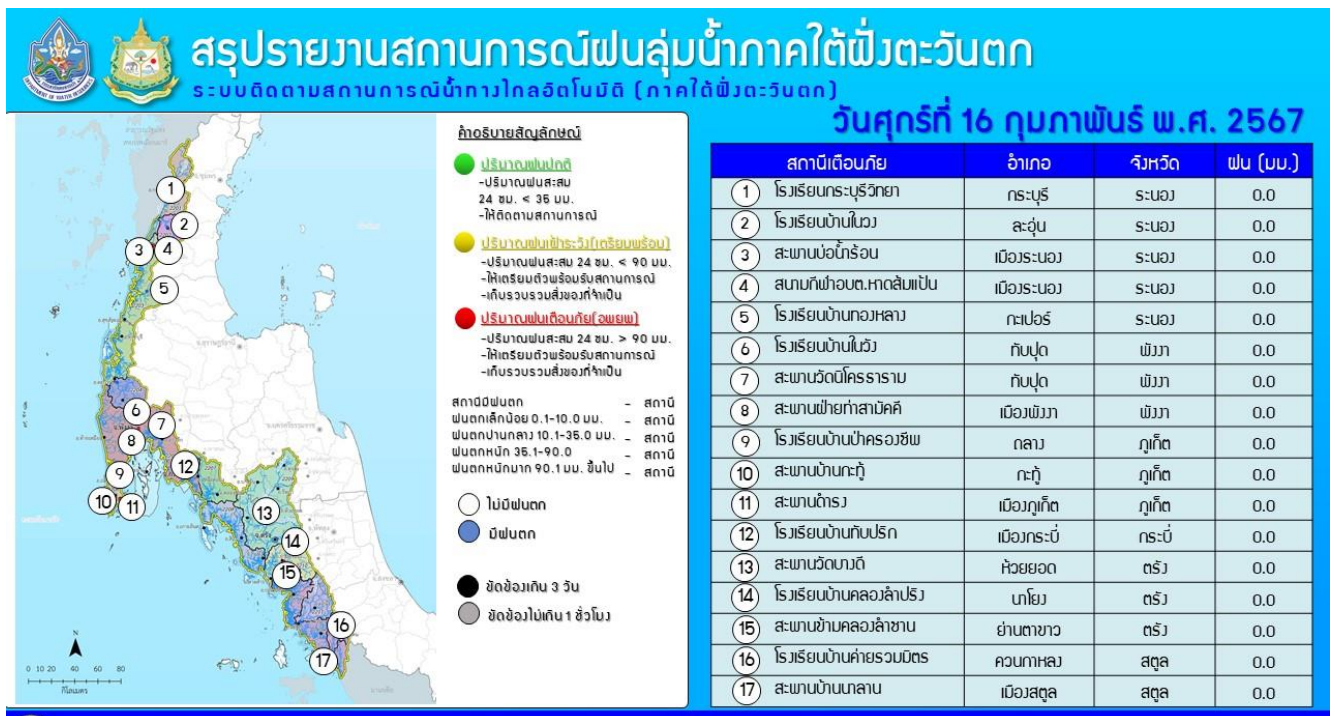 สรุปรายงานสถานการณ์ฝนลุ่มน้ำภาคใต้ฝั่งตะวันตก
ระบบติดตามสถานการณ์น้ำทางไกลอัตโนมัติ (ภาคใต้ฝั่งตะวันตก)
วันศุกร์ที่ 16 กุมภาพันธ์ พ.ศ. 2567
คำอธิบายสัญลักษณ์
ปริมาณฝนปกติ
-ปริมาณฝนสะสม
24 ชม. < 35 มม.
-ให้ติดตามสถานการณ์
ปริมาณฝนเฝ้าระวัง(เตรียมพร้อม)
-ปริมาณฝนสะสม 24 ชม. < 90 มม.
-ให้เตรียมตัวพร้อมรับสถานการณ์
-เก็บรวบรวมสิ่งของที่จำเป็น
ปริมาณฝนเตือนภัย(อพยพ)
-ปริมาณฝนสะสม 24 ชม. > 90 มม.
-ให้เตรียมตัวพร้อมรับสถานการณ์
-เก็บรวบรวมสิ่งของที่จำเป็น
สถานีมีฝนตก - สถานี
ฝนตกเล็กน้อย 0.1-10.0 มม. - สถานี
ฝนตกปานกลาง 10.1-35.0 มม. - สถานี
ฝนตกหนัก 35.1-90.0 - สถานี
ฝนตกหนักมาก 90.1 มม. ขึ้นไป - สถานี
ไม่มีฝนตก
มีฝนตก
ขัดข้องเกิน 3 วัน
ขัดข้องไม่เกิน 1 ชั่วโมง
1
2
3 4
5
6
7
8
9
10 11
12
13
14
15
16
17
N
0 10 20 40 60 80
กิโลเมตร
สถานีเตือนภัย อำเภอ จังหวัด ฝน (มม.)
1 โรงเรียนกระบุรีวิทยา กระบุรี ระนอง 0.0
2 โรงเรียนบ้านในวง ละอุ่น ระนอง 0.0
3 สะพานบ่อน้ำร้อน เมืองระนอง ระนอง 0.0
4 สนามกีฬาอบต.หาดส้มแป้น เมืองระนอง ระนอง 0.0
5 โรงเรียนบ้านทองหลาง กะเปอร์ ระนอง 0.0
6 โรงเรียนบ้านในวัง ทับปุด พังงา 0.0
7 สะพานวัดนิโครธาราม ทับปุด พังงา 0.0
8 สะพานฝ่ายท่าสามัคคี เมืองพังงา พังงา 0.0
9 โรงเรียนบ้านป่าครองชีพ ถลาง ภูเก็ต 0.0
10 สะพานบ้านกะทู้ กะทู้ ภูเก็ต 0.0
11 สะพานดำรง เมืองภูเก็ต ภูเก็ต 0.0
12 โรงเรียนบ้านทับปริก เมืองกระบี่ กระบี่ 0.0
13 สะพานวัดบางดี ห้วยยอด ตรัง 0.0
14 โรงเรียนบ้านคลองลำปริง นาโยง ตรัง 0.0
15 สะพานข้ามคลองลำชาน ย่านตาขาว ตรัง 0.0
16 โรงเรียนบ้านค่ายรวมมิตร ควนกาหลง สตูล 0.0
17 สะพานบ้านนาลาน เมืองสตูล สตูล 0.0